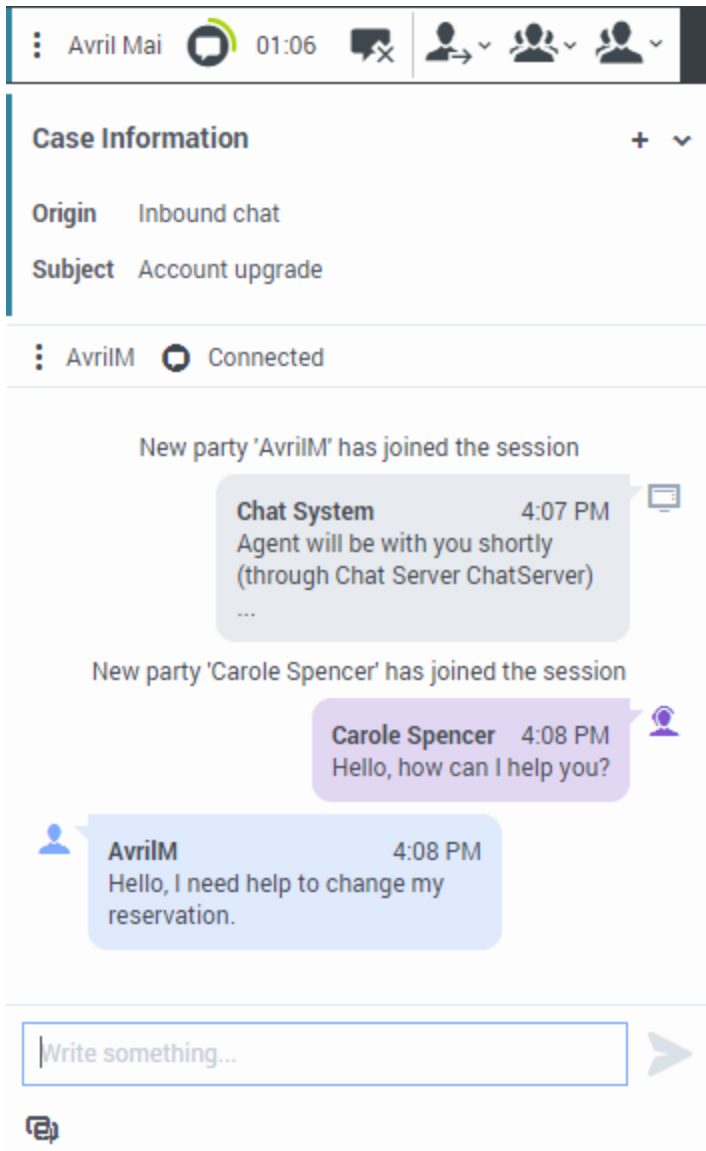 Avril Mai 01:06
Case Information
Origin Inbound chat
Subject Account upgrade
AvrilM Connected
New party 'AvrilM' has joined the session
Chat System 4:07 PM
Agent will be with you shortly
(through Chat Server ChatServer)
...
New party 'Carole Spencer' has joined the session
Carole Spencer 4:08 PM
Hello, how can I help you?
AvrilM 4:08 PM
Hello, I need help to change my
reservation.
Write something...